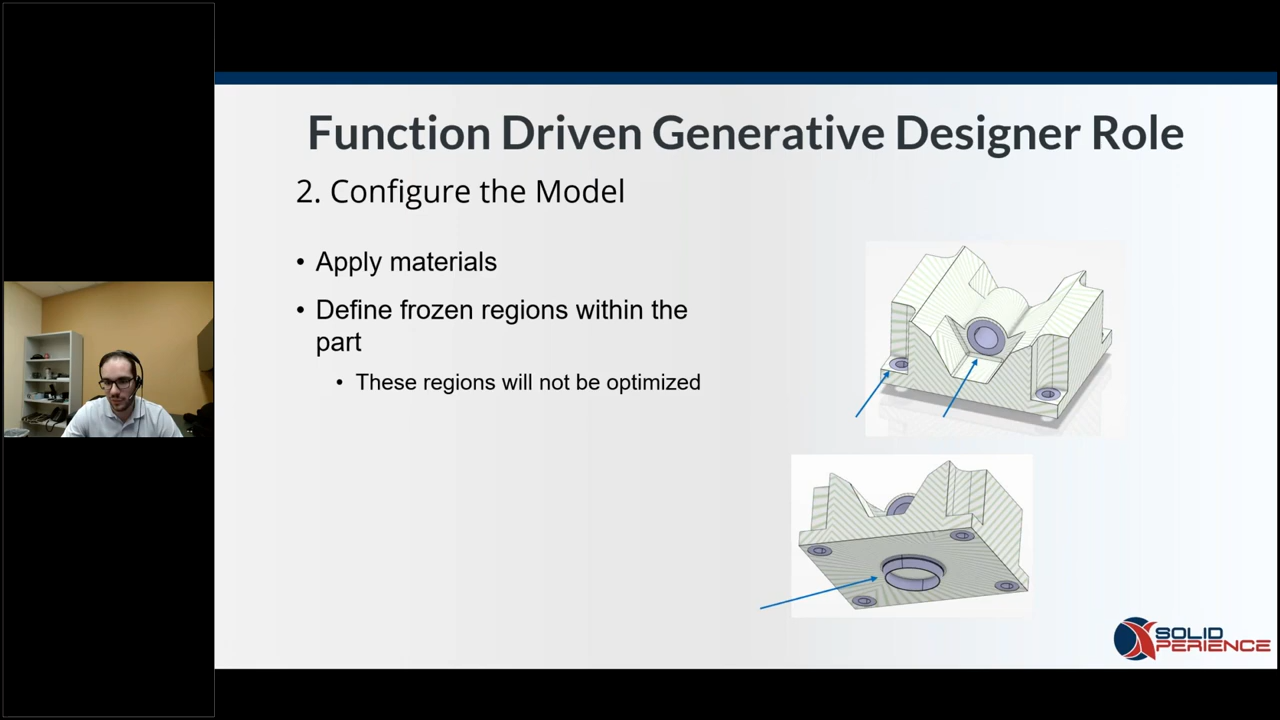 Function Driven Generative Designer Role
2. Configure the Model
• Apply materials
• Define frozen regions within the
part
• These regions will not be optimized
SOLID
XPERIENCE